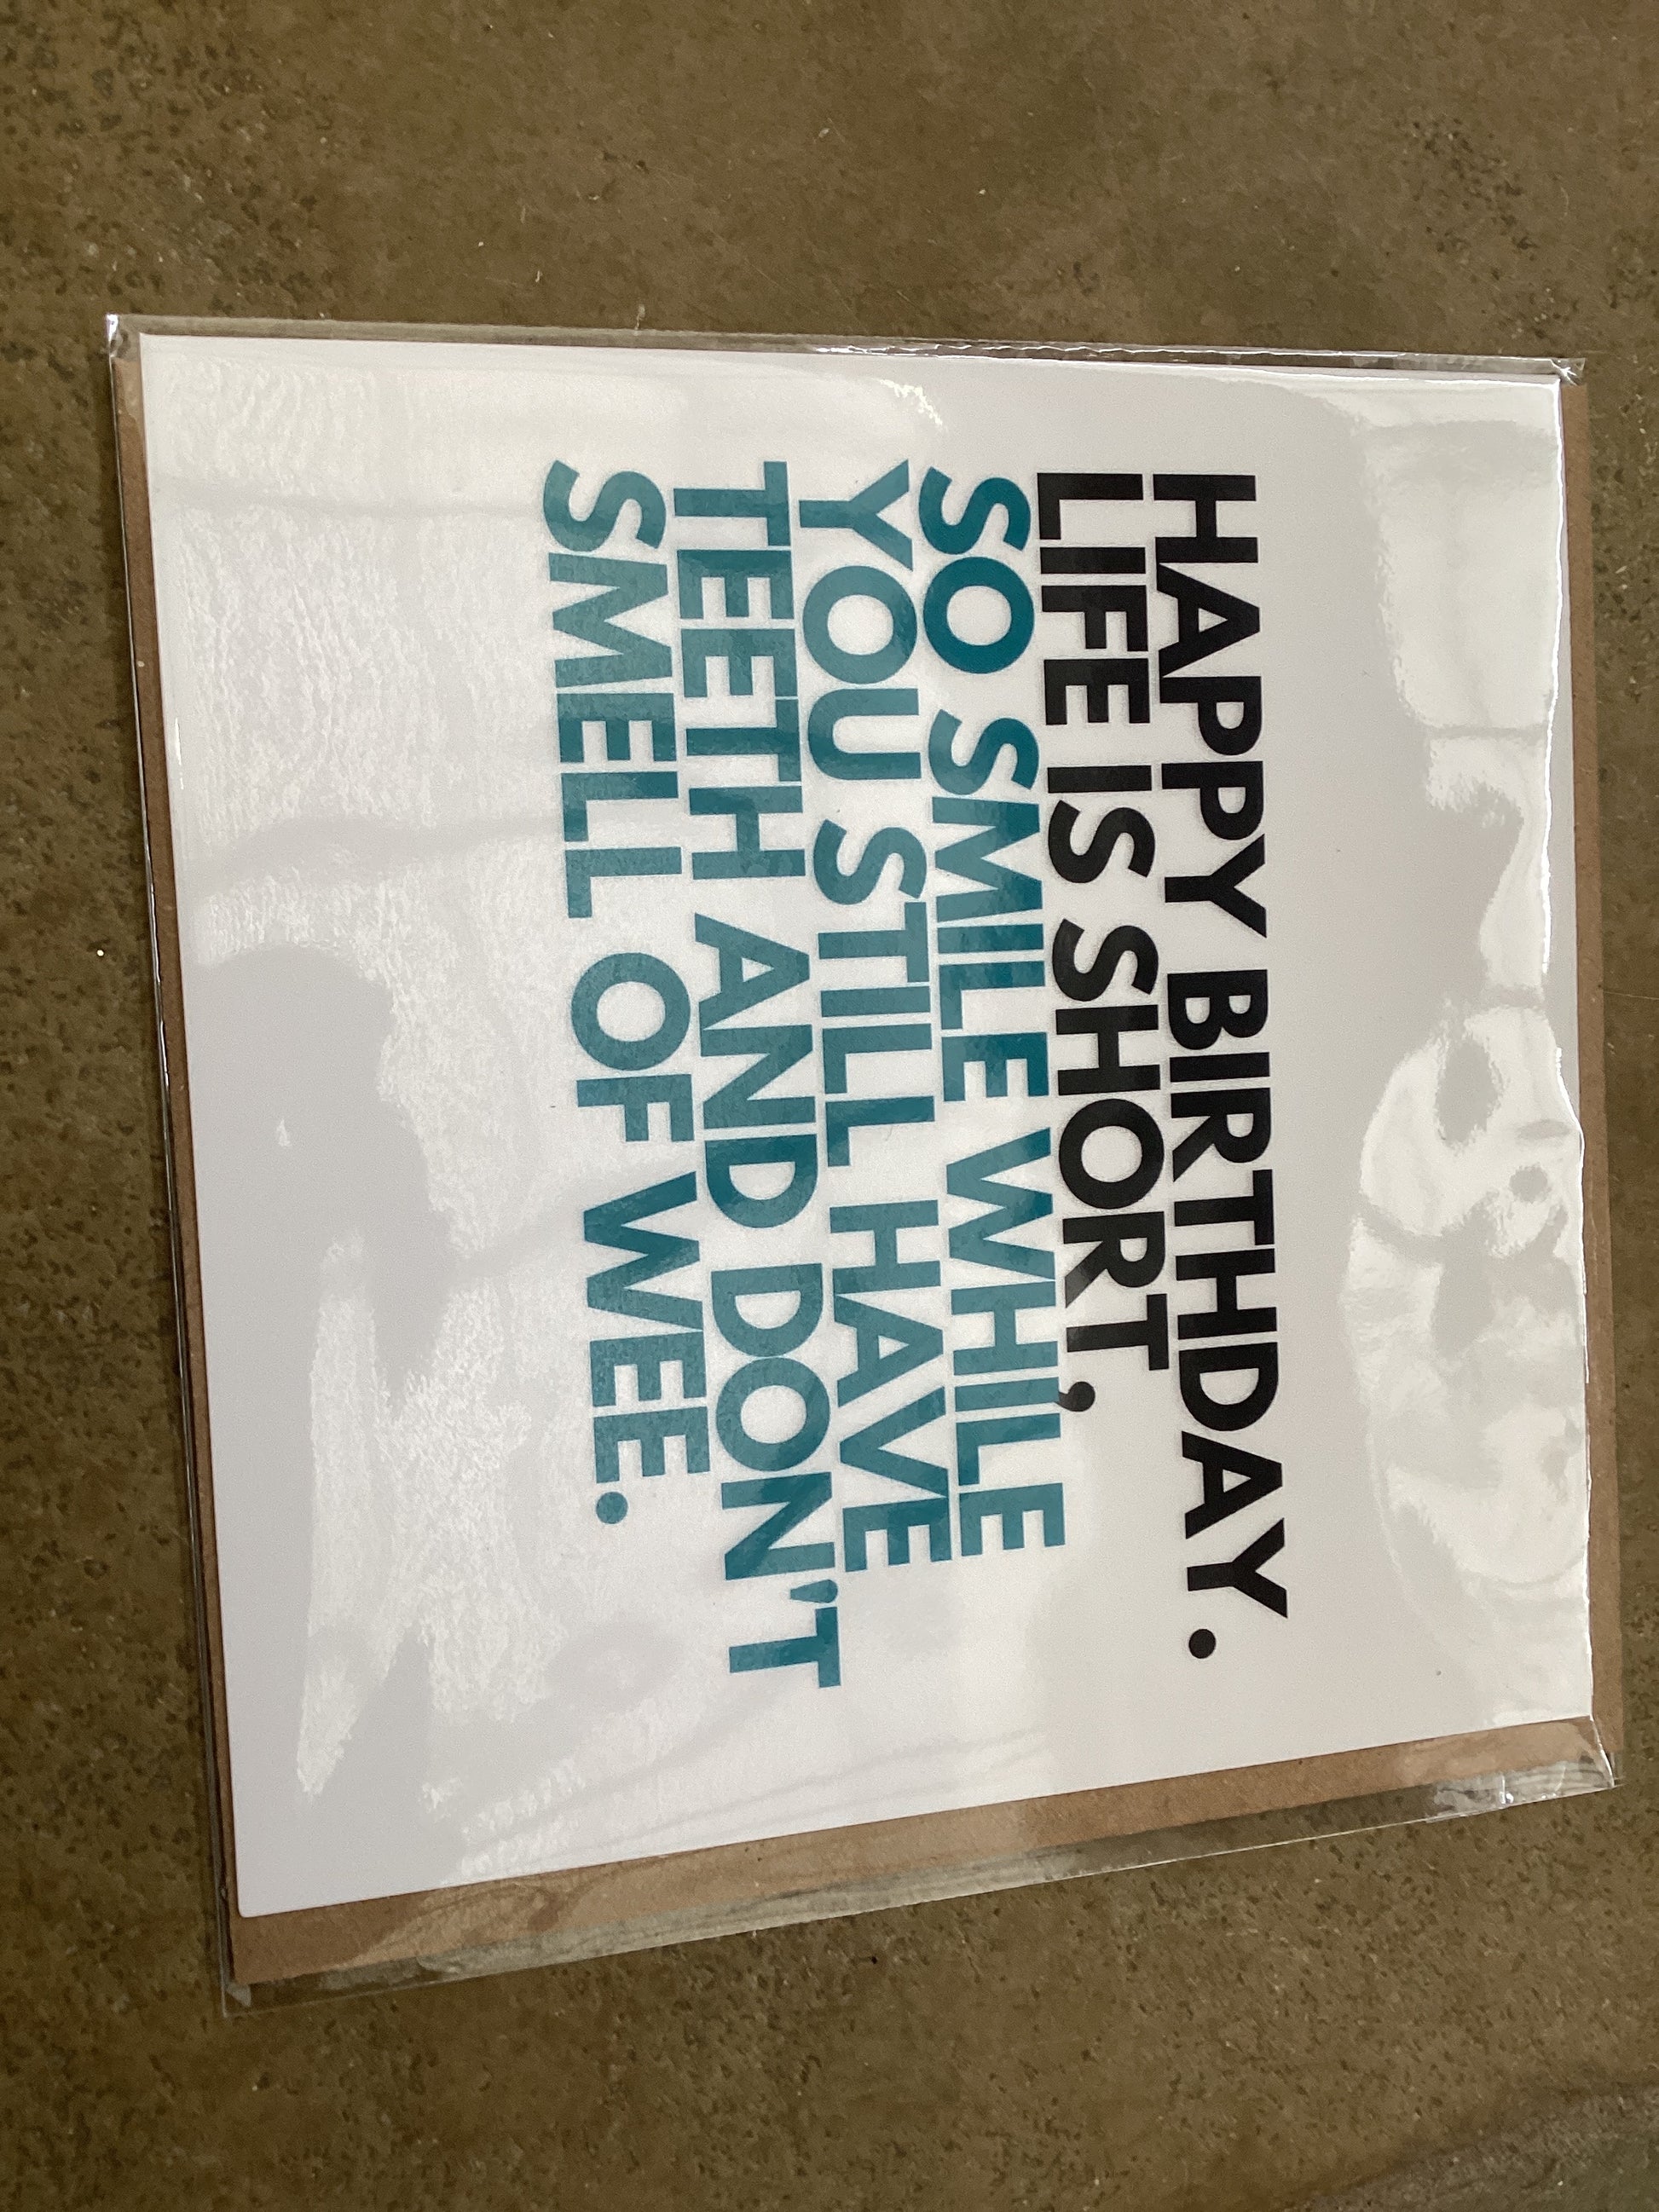 HAPPY BIRTHDAY.
LIFE IS SHORT,
SO SMILE WHILE
YOU STILL HAVE
TEETH AND DON'T
SMELL OF WEE.